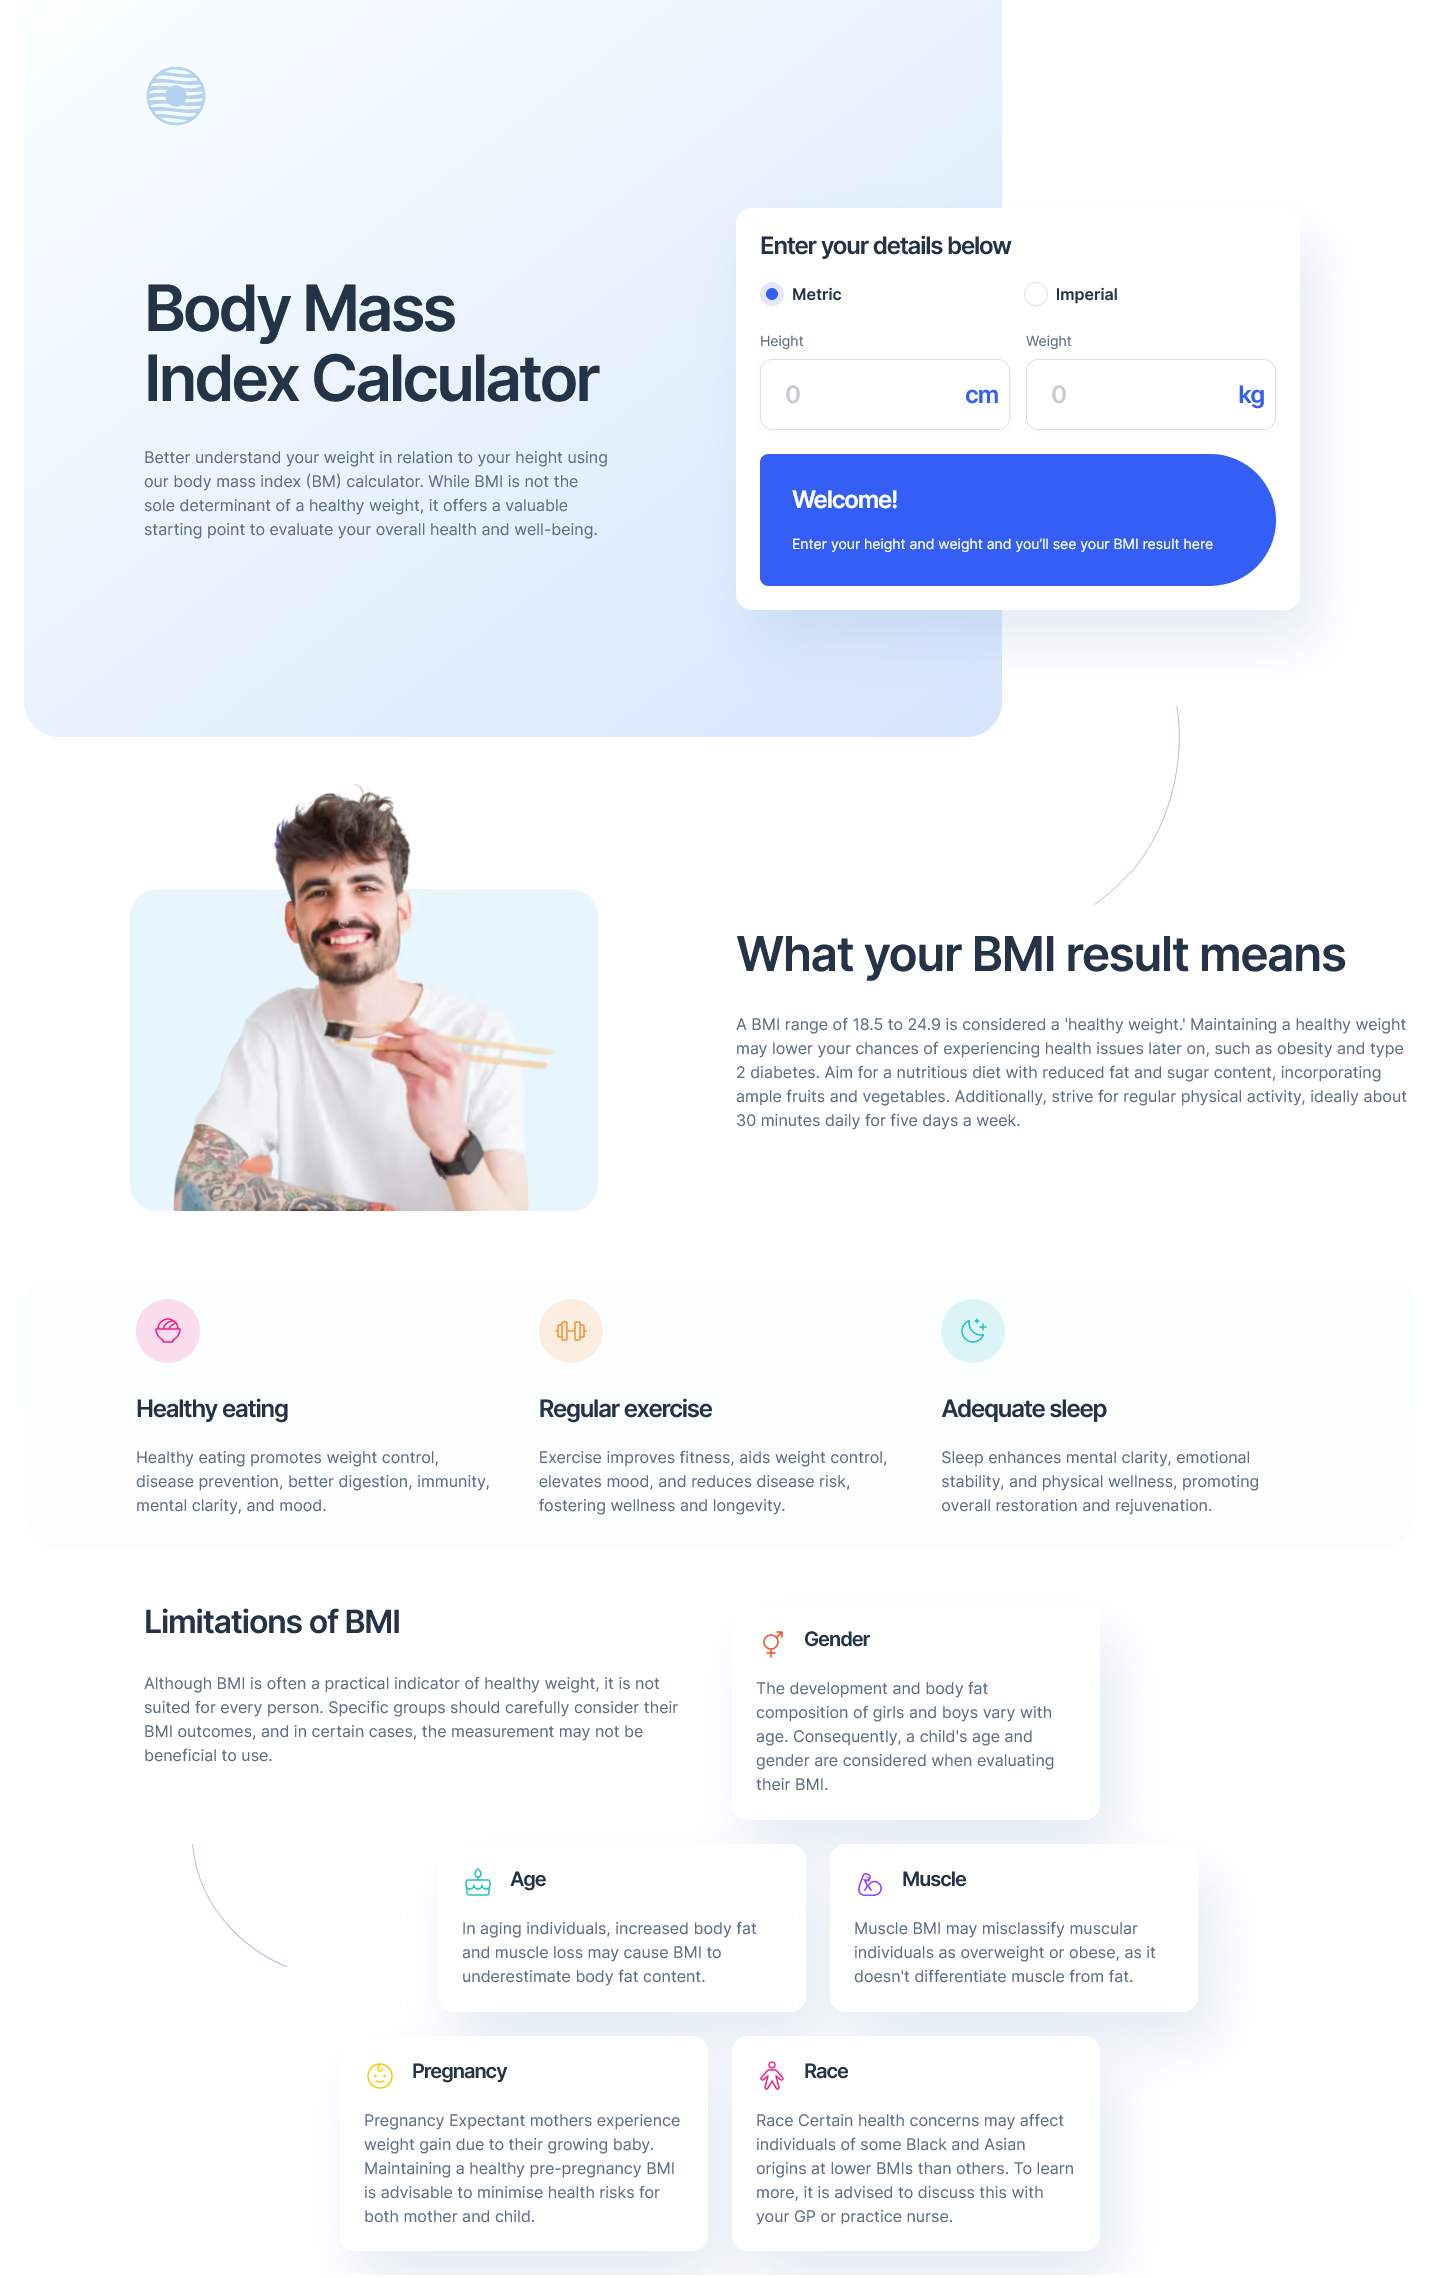 Body Mass
Index Calculator
Better understand your weight in relation to your height using
our body mass index (BM) calculator. While BMI is not the
sole determinant of a healthy weight, it offers a valuable
starting point to evaluate your overall health and well-being.
Enter your details below
Metric
Imperial
Height
Weight
0 cm
0 kg
Welcome!
Enter your height and weight and you’ll see your BMI result here
What your BMI result means
A BMI range of 18.5 to 24.9 is considered a 'healthy weight.' Maintaining a healthy weight
may lower your chances of experiencing health issues later on, such as obesity and type
2 diabetes. Aim for a nutritious diet with reduced fat and sugar content, incorporating
ample fruits and vegetables. Additionally, strive for regular physical activity, ideally about
30 minutes daily for five days a week.
Healthy eating
Healthy eating promotes weight control,
disease prevention, better digestion, immunity,
mental clarity, and mood.
Regular exercise
Exercise improves fitness, aids weight control,
elevates mood, and reduces disease risk,
fostering wellness and longevity.
Adequate sleep
Sleep enhances mental clarity, emotional
stability, and physical wellness, promoting
overall restoration and rejuvenation.
Limitations of BMI
Although BMI is often a practical indicator of healthy weight, it is not
suited for every person. Specific groups should carefully consider their
BMI outcomes, and in certain cases, the measurement may not be
beneficial to use.
Gender
The development and body fat
composition of girls and boys vary with
age. Consequently, a child's age and
gender are considered when evaluating
their BMI.
Age
In aging individuals, increased body fat
and muscle loss may cause BMI to
underestimate body fat content.
Muscle
Muscle BMI may misclassify muscular
individuals as overweight or obese, as it
doesn't differentiate muscle from fat.
Pregnancy
Pregnancy Expectant mothers experience
weight gain due to their growing baby.
Maintaining a healthy pre-pregnancy BMI
is advisable to minimise health risks for
both mother and child.
Race
Race Certain health concerns may affect
individuals of some Black and Asian
origins at lower BMIs than others. To learn
more, it is advised to discuss this with
your GP or practice nurse.